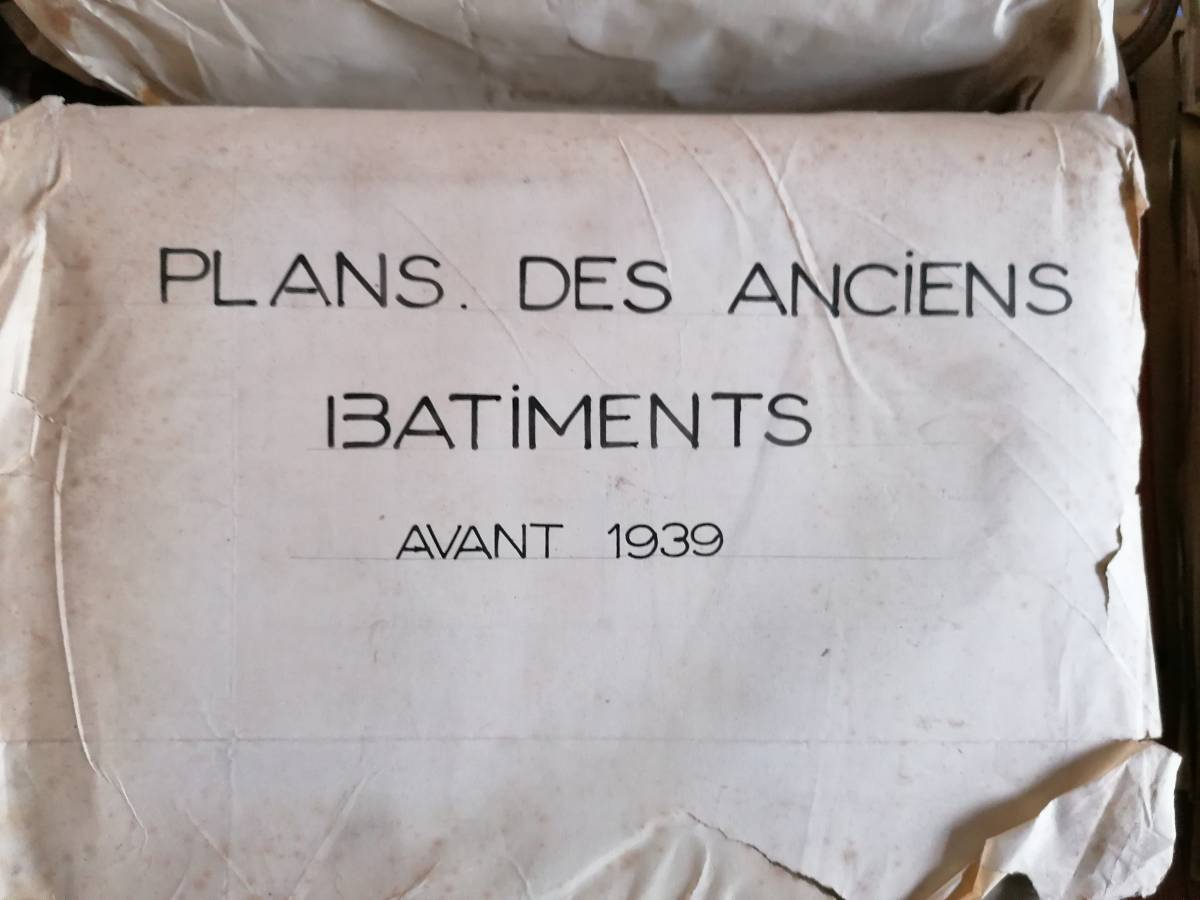 PLANS. DES ANCiENS
BATiMENTS
AVANT 1939